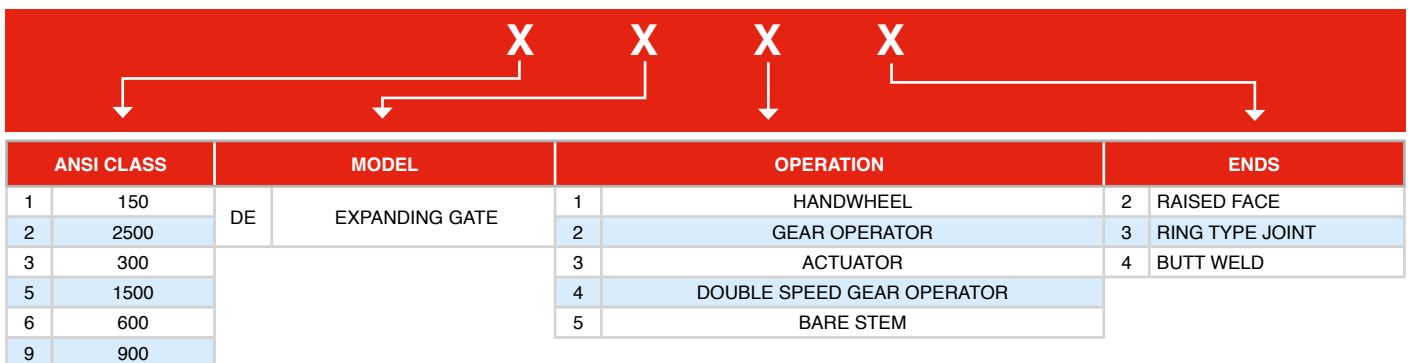 X X X X
ANSI CLASS MODEL OPERATION ENDS
1 150 DE EXPANDING GATE 1 HANDWHEEL 2 RAISED FACE
2 2500 2 GEAR OPERATOR 3 RING TYPE JOINT
3 300 3 ACTUATOR 4 BUTT WELD
5 1500 4 DOUBLE SPEED GEAR OPERATOR
6 600 5 BARE STEM
9 900